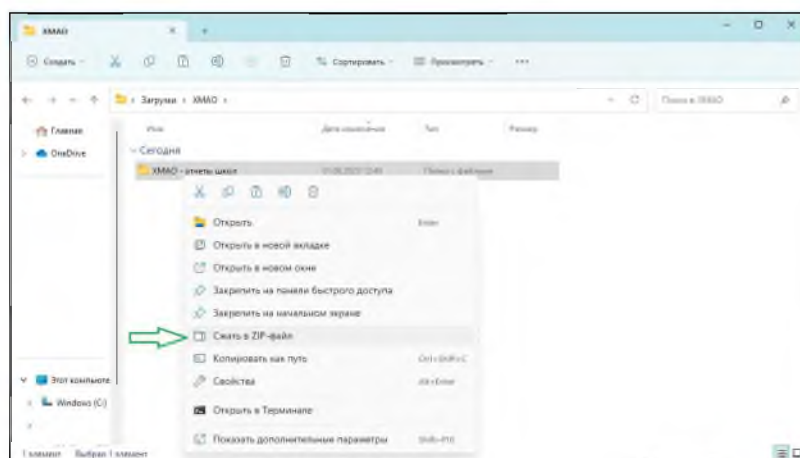 ХМАО
Создать
Сортировать
Просмотреть
Загрузки
ХМАО
Поиск в ХМАО
Главная
Имя
Дата изменения
Тип
Размер
OneDrive
Сегодня
ХМАО - отчеты школ
Папка с файлами
Открыть
Enter
Открыть в новой вкладке
Открыть в новом окне
Закрепить на панели быстрого доступа
Закрепить на начальном экране
Сжать в ZIP-файл
Копировать как путь
Ctrl+Shift+C
Этот компьюте
Свойства
Alt+Enter
Windows (C:)
Открыть в Терминале
Показать дополнительные параметры
Shift+F10
1 элемент
Выбран 1 элемент